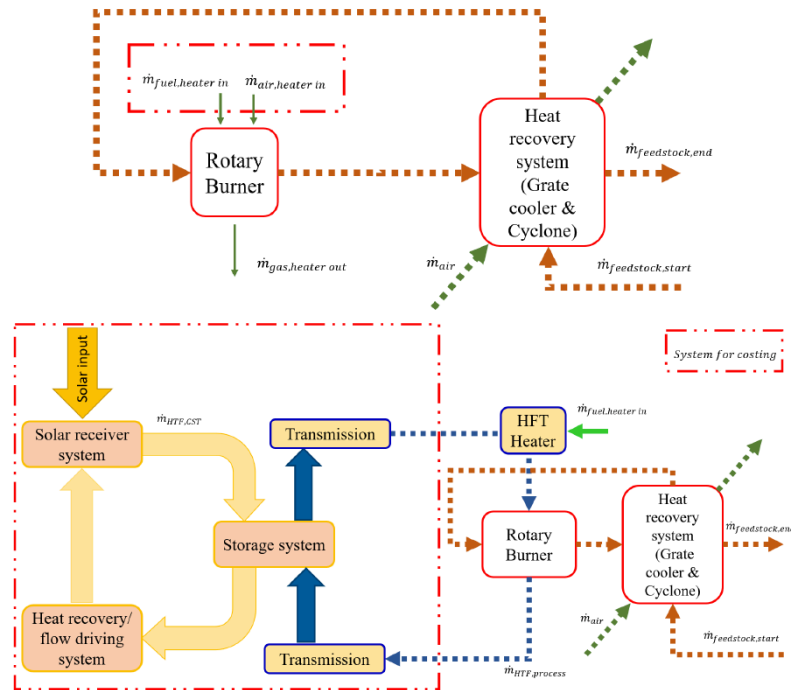 ṁfuel,heater in
ṁair,heater in
Rotary
Burner
ṁgas,heater out
Heat
recovery
system
(Grate
cooler &
Cyclone)
ṁfeedstock,end
ṁair
ṁfeedstock,start
Solar input
Solar receiver
system
ṁHTF,CST
Transmission
Storage system
Heat recovery/
flow driving
system
Transmission
System for costing
HFT
Heater
ṁfuel,heater in
Rotary
Burner
Heat
recovery
system
(Grate
cooler &
Cyclone)
ṁfeedstock,end
ṁair
ṁfeedstock,start
ṁHTF,process